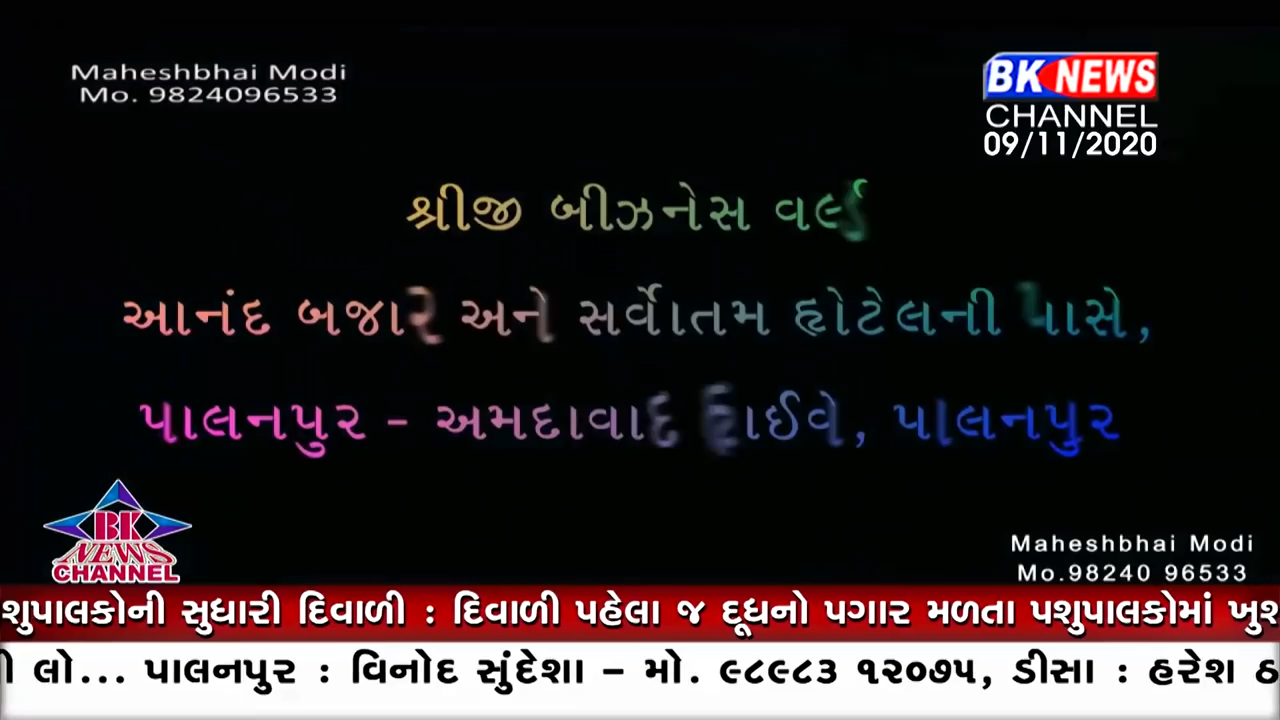 Maheshbhai Modi
Mo. 9824096533
BK NEWS
CHANNEL
09/11/2020
શ્રીજી બીઝનેસ વર્લ્ડ
આનંદ બજાર અને સર્વોતમ હોટેલની પાસે,
પાલનપુર - અમદાવાદ હાઈવે, પાલનપુર
BK
NEWS
CHANNEL
Maheshbhai Modi
Mo.98240 96533
શુપાલકોની સુધારી દિવાળી : દિવાળી પહેલા જ દૂધનો પગાર મળતા પશુપાલકોમાં ખુશ
લો... પાલનપુર : વિનોદ સુંદેશા – મો. ૯૮૯૮૩ ૧૨૦૭૫, ડીસા : હરેશ ઠ